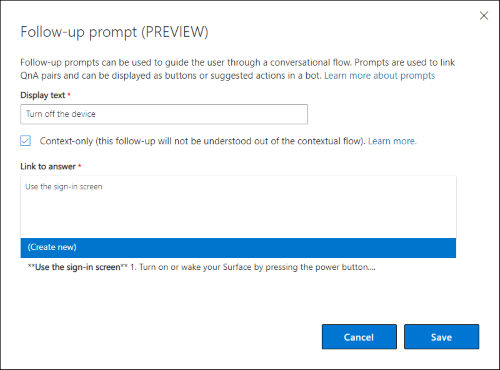 Follow-up prompt (PREVIEW)
Follow-up prompts can be used to guide the user through a conversational flow. Prompts are used to link
QnA pairs and can be displayed as buttons or suggested actions in a bot. Learn more about prompts
Display text *
Turn off the device
Context-only (this follow-up will not be understood out of the contextual flow). Learn more.
Link to answer *
Use the sign-in screen
(Create new)
**Use the sign-in screen** 1. Turn on or wake your Surface by pressing the power button....
Cancel
Save